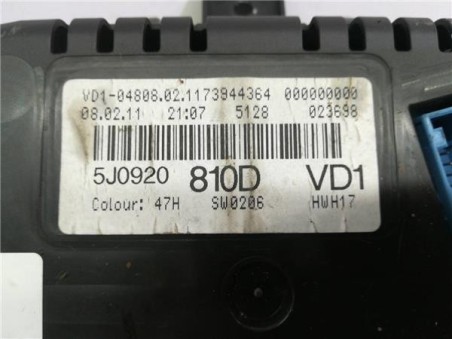 VD1-04808.02.1173944364 000000000
08.02.11 21:07 5128 023698
5J0920 810D VD1
Colour: 47H SW0206 HWH17